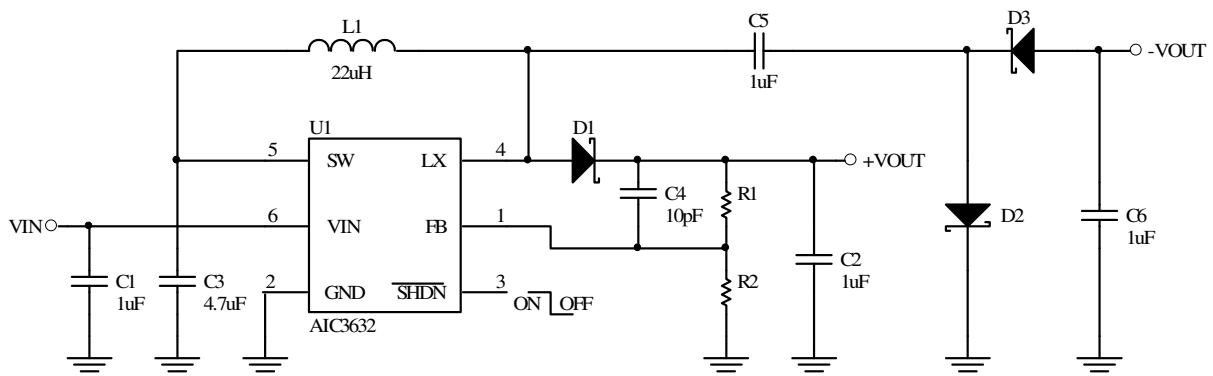 L1
22uH
C5
1uF
D3
-VOUT
U1
5
SW
LX
4
D1
+VOUT
C4
10pF
R1
VIN
6
VIN
FB
1
D2
C6
1uF
C2
1uF
C1
1uF
C3
4.7uF
2
GND
SHDN
3
ON
OFF
R2
AIC3632